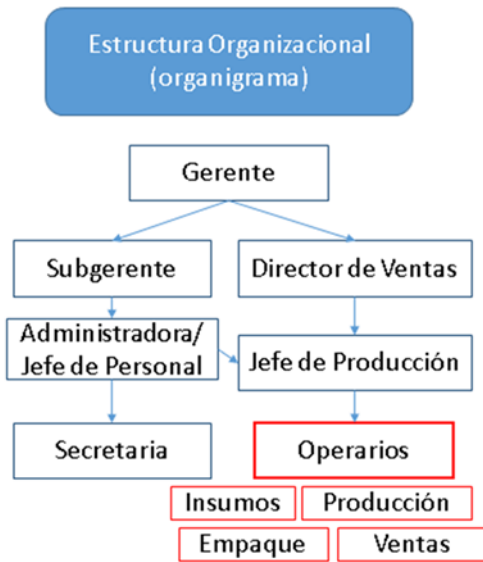 Estructura Organizacional
(organigrama)
Gerente
Subgerente
Director de Ventas
Administradora/
Jefe de Personal
Jefe de Producción
Secretaria
Operarios
Insumos
Producción
Empaque
Ventas